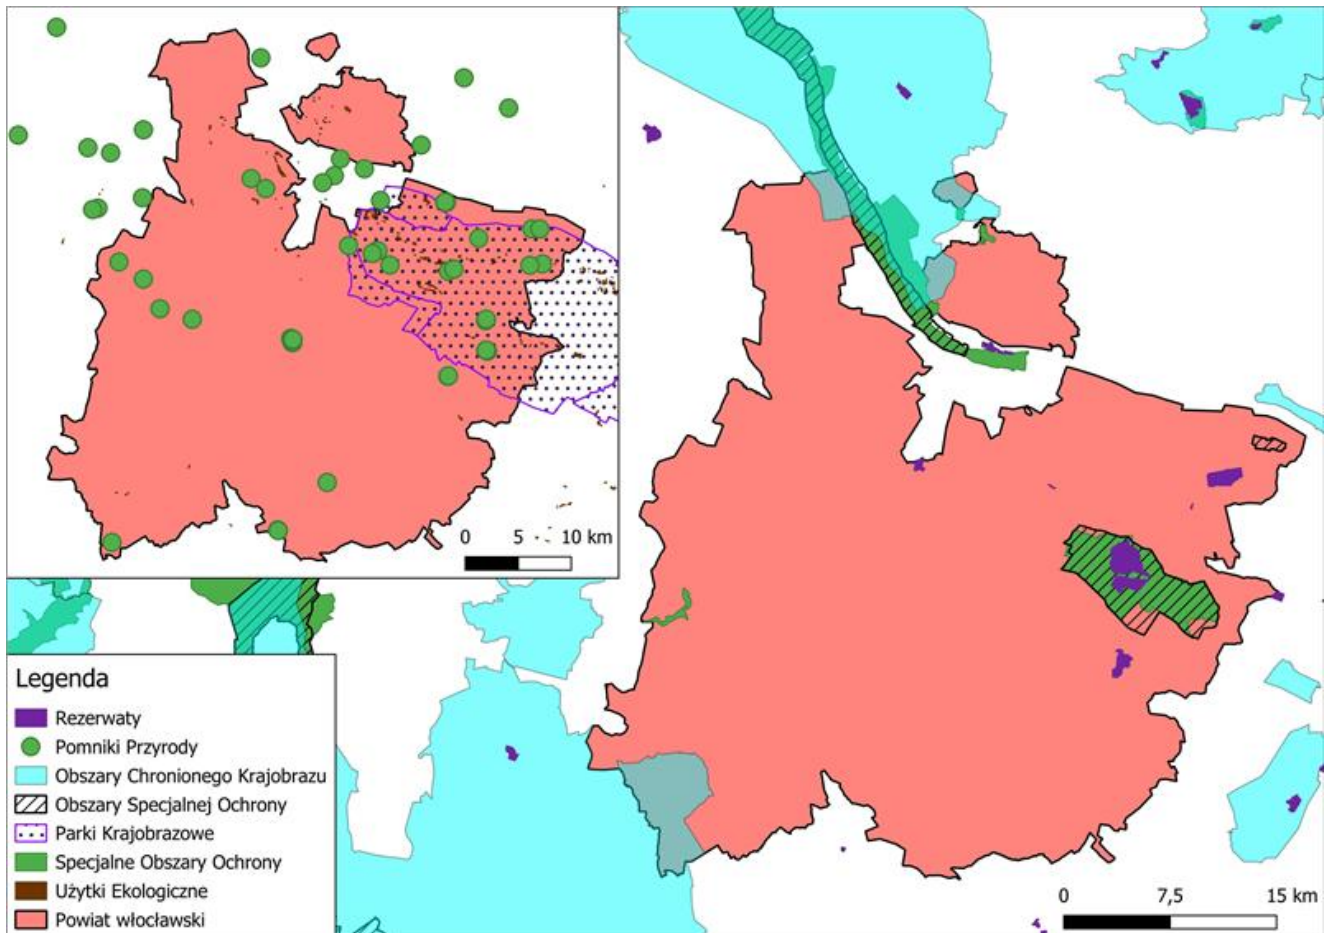 0 5 10 km
Legenda
Rezerwaty
Pomniki Przyrody
Obszary Chronionego Krajobrazu
Obszary Specjalnej Ochrony
Parki Krajobrazowe
Specjalne Obszary Ochrony
Użytki Ekologiczne
Powiat włocławski
0 7,5 15 km